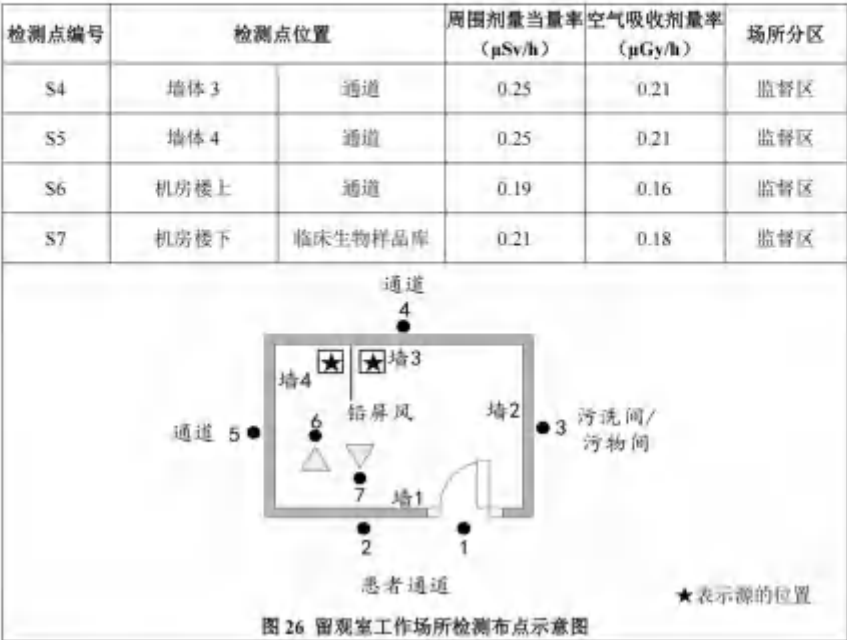 检测点编号 检测点位置 周围剂量当量率（μSv/h） 空气吸收剂量率（μGy/h） 场所分区
S4 墙体 3 通道 0.25 0.21 监督区
S5 墙体 4 通道 0.25 0.21 监督区
S6 机房楼上 通道 0.19 0.16 监督区
S7 机房楼下 临床生物样品库 0.21 0.18 监督区
通道
4
墙3
墙4
铅屏风
墙2
3 污洗间/
污物间
通道 5
6
7
墙1
2
1
患者通道
★表示源的位置
图 26 留观室工作场所检测布点示意图